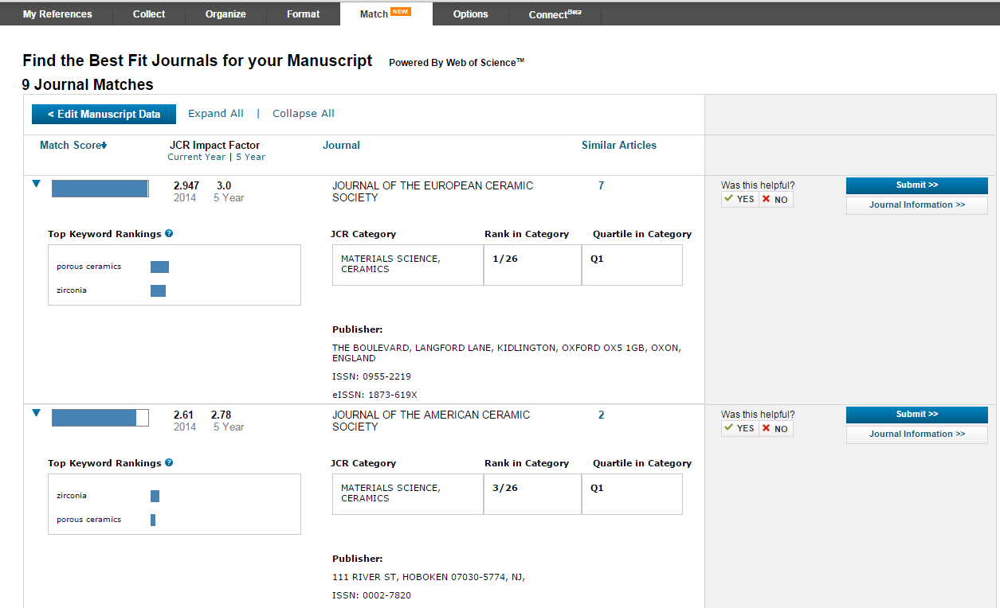 My References Collect Organize Format Match NEW! Options Connect Beta
Find the Best Fit Journals for your Manuscript Powered By Web of Science™
9 Journal Matches
< Edit Manuscript Data Expand All | Collapse All
Match Score JCR Impact Factor Journal Similar Articles
Current Year | 5 Year
2.947 3.0 JOURNAL OF THE EUROPEAN CERAMIC 7 Was this helpful? Submit >>
2014 5 Year SOCIETY YES NO Journal Information >>
Top Keyword Rankings ? JCR Category Rank in Category Quartile in Category
porous ceramics MATERIALS SCIENCE, 1/26 Q1
CERAMICS
zirconia
Publisher:
THE BOULEVARD, LANGFORD LANE, KIDLINGTON, OXFORD OX5 1GB, OXON,
ENGLAND
ISSN: 0955-2219
eISSN: 1873-619X
2.61 2.78 JOURNAL OF THE AMERICAN CERAMIC 2 Was this helpful? Submit >>
2014 5 Year SOCIETY YES NO Journal Information >>
Top Keyword Rankings ? JCR Category Rank in Category Quartile in Category
zirconia MATERIALS SCIENCE, 3/26 Q1
CERAMICS
porous ceramics
Publisher:
111 RIVER ST, HOBOKEN 07030-5774, NJ,
ISSN: 0002-7820